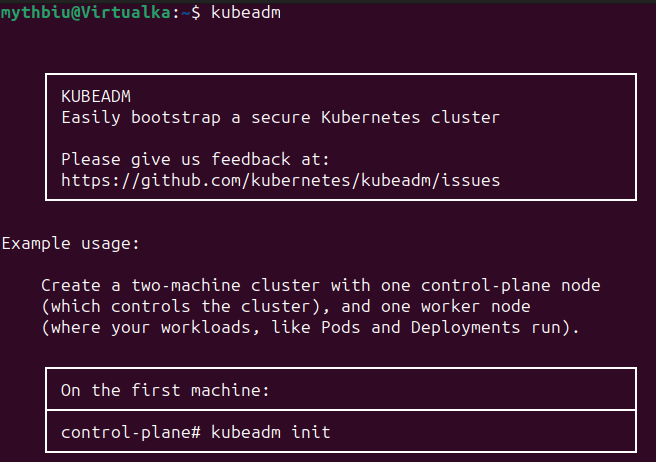 mythbiu@Virtualka:~$ kubeadm
KUBEADM
Easily bootstrap a secure Kubernetes cluster
Please give us feedback at:
https://github.com/kubernetes/kubeadm/issues
Example usage:
Create a two-machine cluster with one control-plane node
(which controls the cluster), and one worker node
(where your workloads, like Pods and Deployments run).
On the first machine:
control-plane# kubeadm init